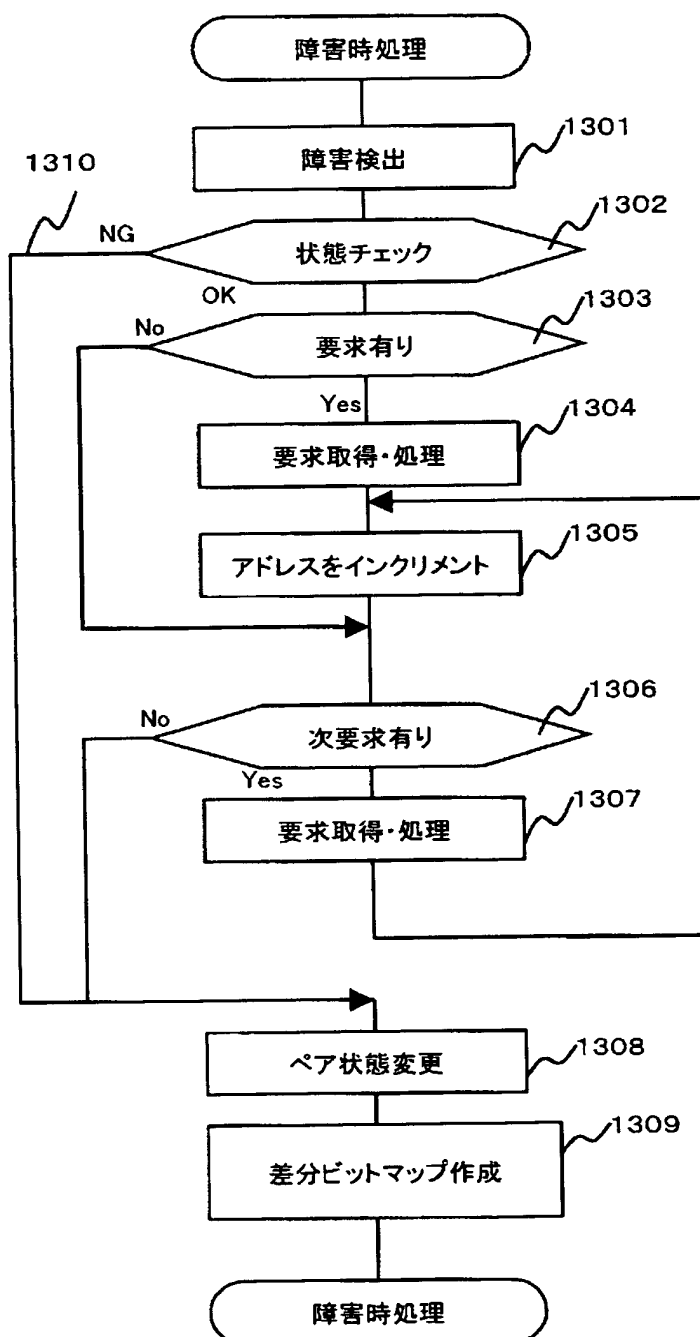 障害時処理
1301
障害検出
1310
1302
NG
状態チェック
OK
1303
No
要求有り
Yes
1304
要求取得・処理
1305
アドレスをインクリメント
1306
No
次要求有り
Yes
1307
要求取得・処理
1308
ペア状態変更
1309
差分ビットマップ作成
障害時処理